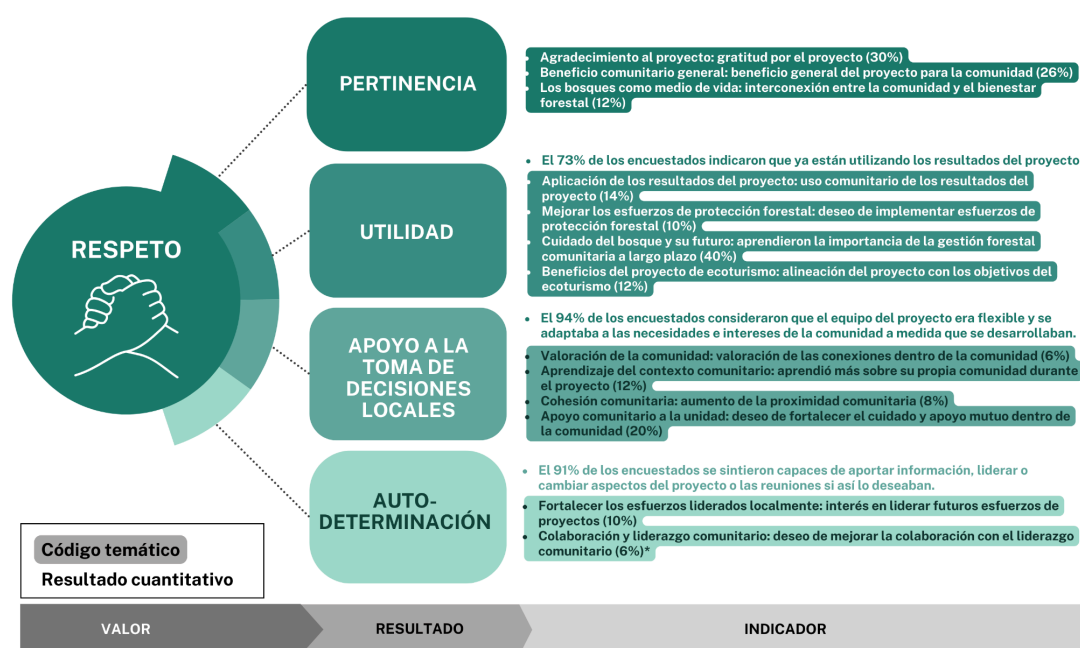 RESPETO
PERTINENCIA
• Agradecimiento al proyecto: gratitud por el proyecto (30%)
• Beneficio comunitario general: beneficio general del proyecto para la comunidad (26%)
• Los bosques como medio de vida: interconexión entre la comunidad y el bienestar
forestal (12%)
UTILIDAD
• El 73% de los encuestados indicaron que ya están utilizando los resultados del proyecto
• Aplicación de los resultados del proyecto: uso comunitario de los resultados del
proyecto (14%)
• Mejorar los esfuerzos de protección forestal: deseo de implementar esfuerzos de
protección forestal (10%)
• Cuidado del bosque y su futuro: aprendieron la importancia de la gestión forestal
comunitaria a largo plazo (40%)
• Beneficios del proyecto de ecoturismo: alineación del proyecto con los objetivos del
ecoturismo (12%)
APOYO A LA
TOMA DE
DECISIONES
LOCALES
• El 94% de los encuestados consideraron que el equipo del proyecto era flexible y se
adaptaba a las necesidades e intereses de la comunidad a medida que se desarrollaban.
• Valoración de la comunidad: valoración de las conexiones dentro de la comunidad (6%)
• Aprendizaje del contexto comunitario: aprendió más sobre su propia comunidad durante
el proyecto (12%)
• Cohesión comunitaria: aumento de la proximidad comunitaria (8%)
• Apoyo comunitario a la unidad: deseo de fortalecer el cuidado y apoyo mutuo dentro de
la comunidad (20%)
AUTO-
DETERMINACIÓN
• El 91% de los encuestados se sintieron capaces de aportar información, liderar o
cambiar aspectos del proyecto o las reuniones si así lo deseaban.
• Fortalecer los esfuerzos liderados localmente: interés en liderar futuros esfuerzos de
proyectos (10%)
• Colaboración y liderazgo comunitario: deseo de mejorar la colaboración con el liderazgo
comunitario (6%)*
Código temático
Resultado cuantitativo
VALOR
RESULTADO
INDICADOR